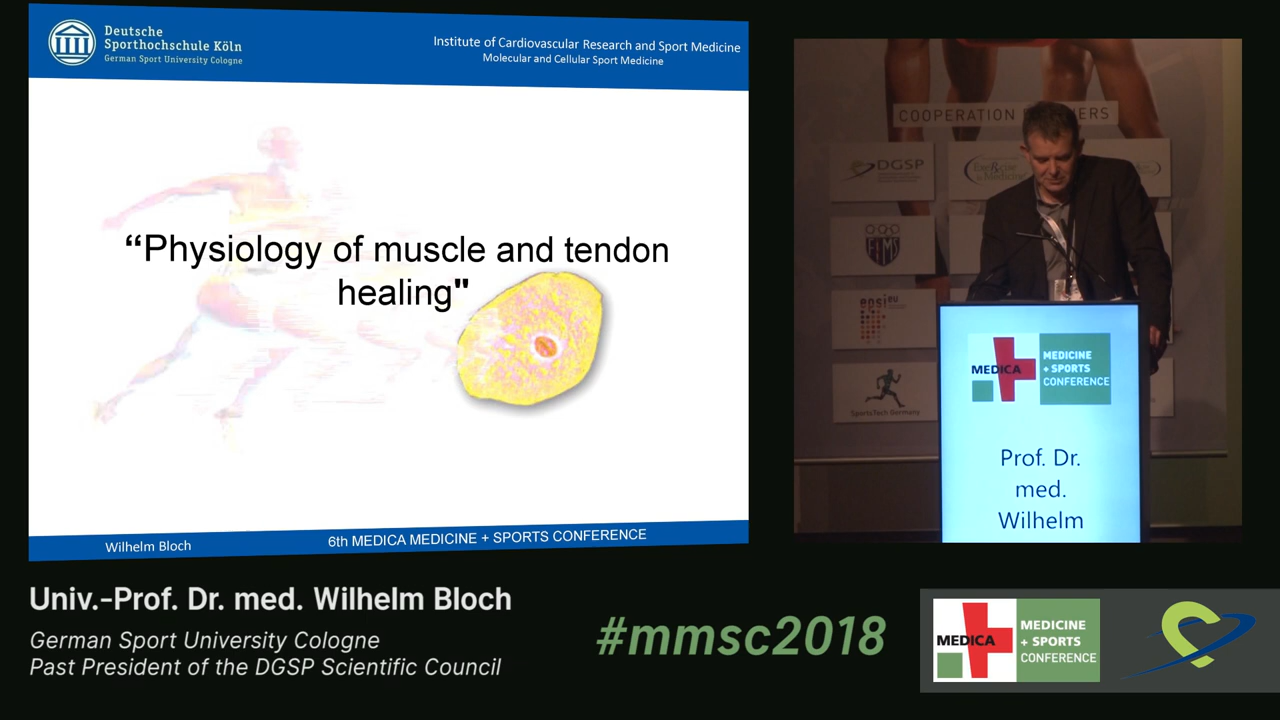 Deutsche
Sporthochschule Köln
German Sport University Cologne
Institute of Cardiovascular Research and Sport Medicine
Molecular and Cellular Sport Medicine
“Physiology of muscle and tendon
healing"
Wilhelm Bloch
6th MEDICA MEDICINE + SPORTS CONFERENCE
COOPERATION
DGSP
FIMS
epsi eu
SportsTech Germany
MEDICA
MEDICINE
+ SPORTS
CONFERENCE
Prof. Dr.
med.
Wilhelm
Univ.-Prof. Dr. med. Wilhelm Bloch
German Sport University Cologne
Past President of the DGSP Scientific Council
#mmsc2018
MEDICA
MEDICINE
+ SPORTS
CONFERENCE